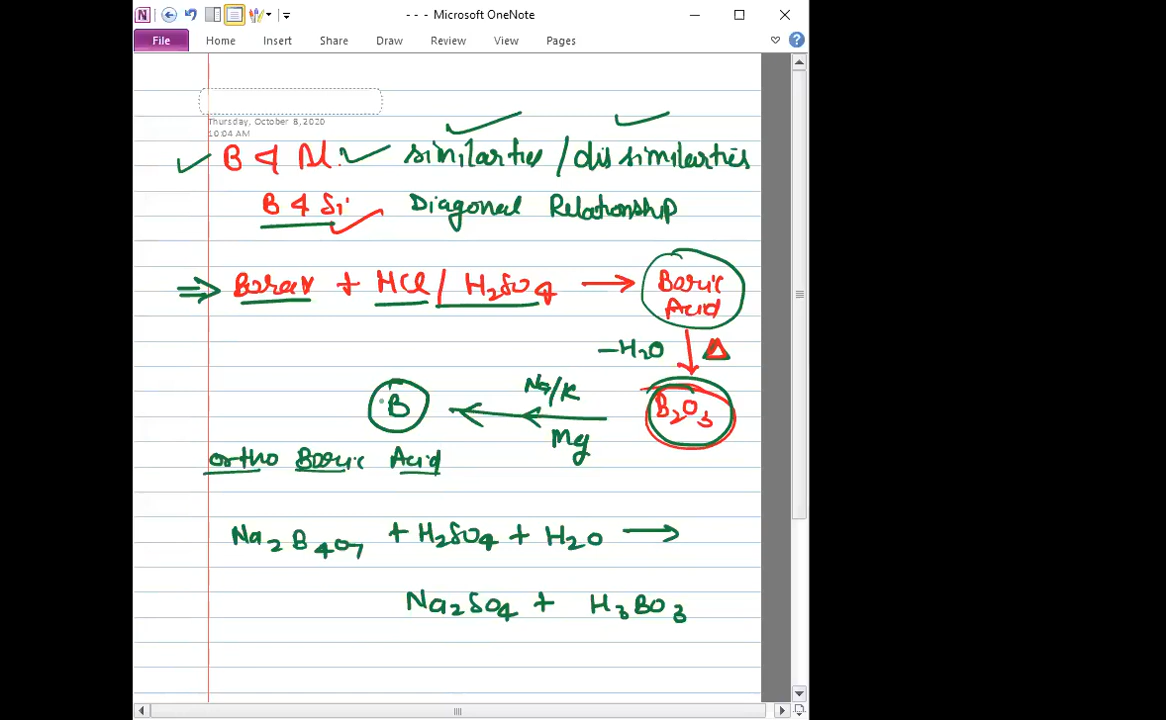 - - - Microsoft OneNote
File Home Insert Share Draw Review View Pages
Thursday, October 8, 2020
10:04 AM
B & Al similarties / dis similarties
B & Si Diagonal Relationship
⇒ Borax + HCl / H2SO4 → Boric Acid
-H2O Δ
B ← Na/K Mg B2O3
ortho Boric Acid
Na2B4O7 + H2SO4 + H2O →
Na2SO4 + H3BO3